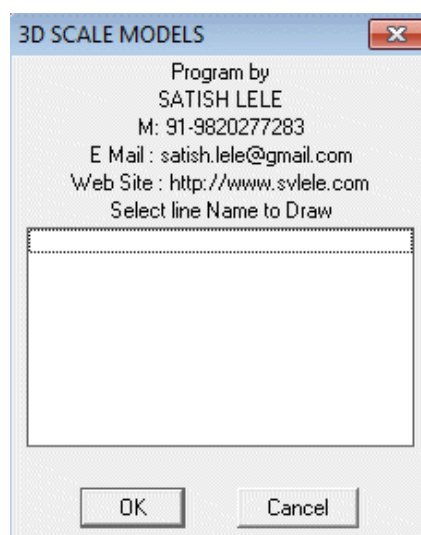 3D SCALE MODELS
Program by
SATISH LELE
M: 91-9820277283
E Mail : satish.lele@gmail.com
Web Site : http://www.svlele.com
Select line Name to Draw
OK
Cancel